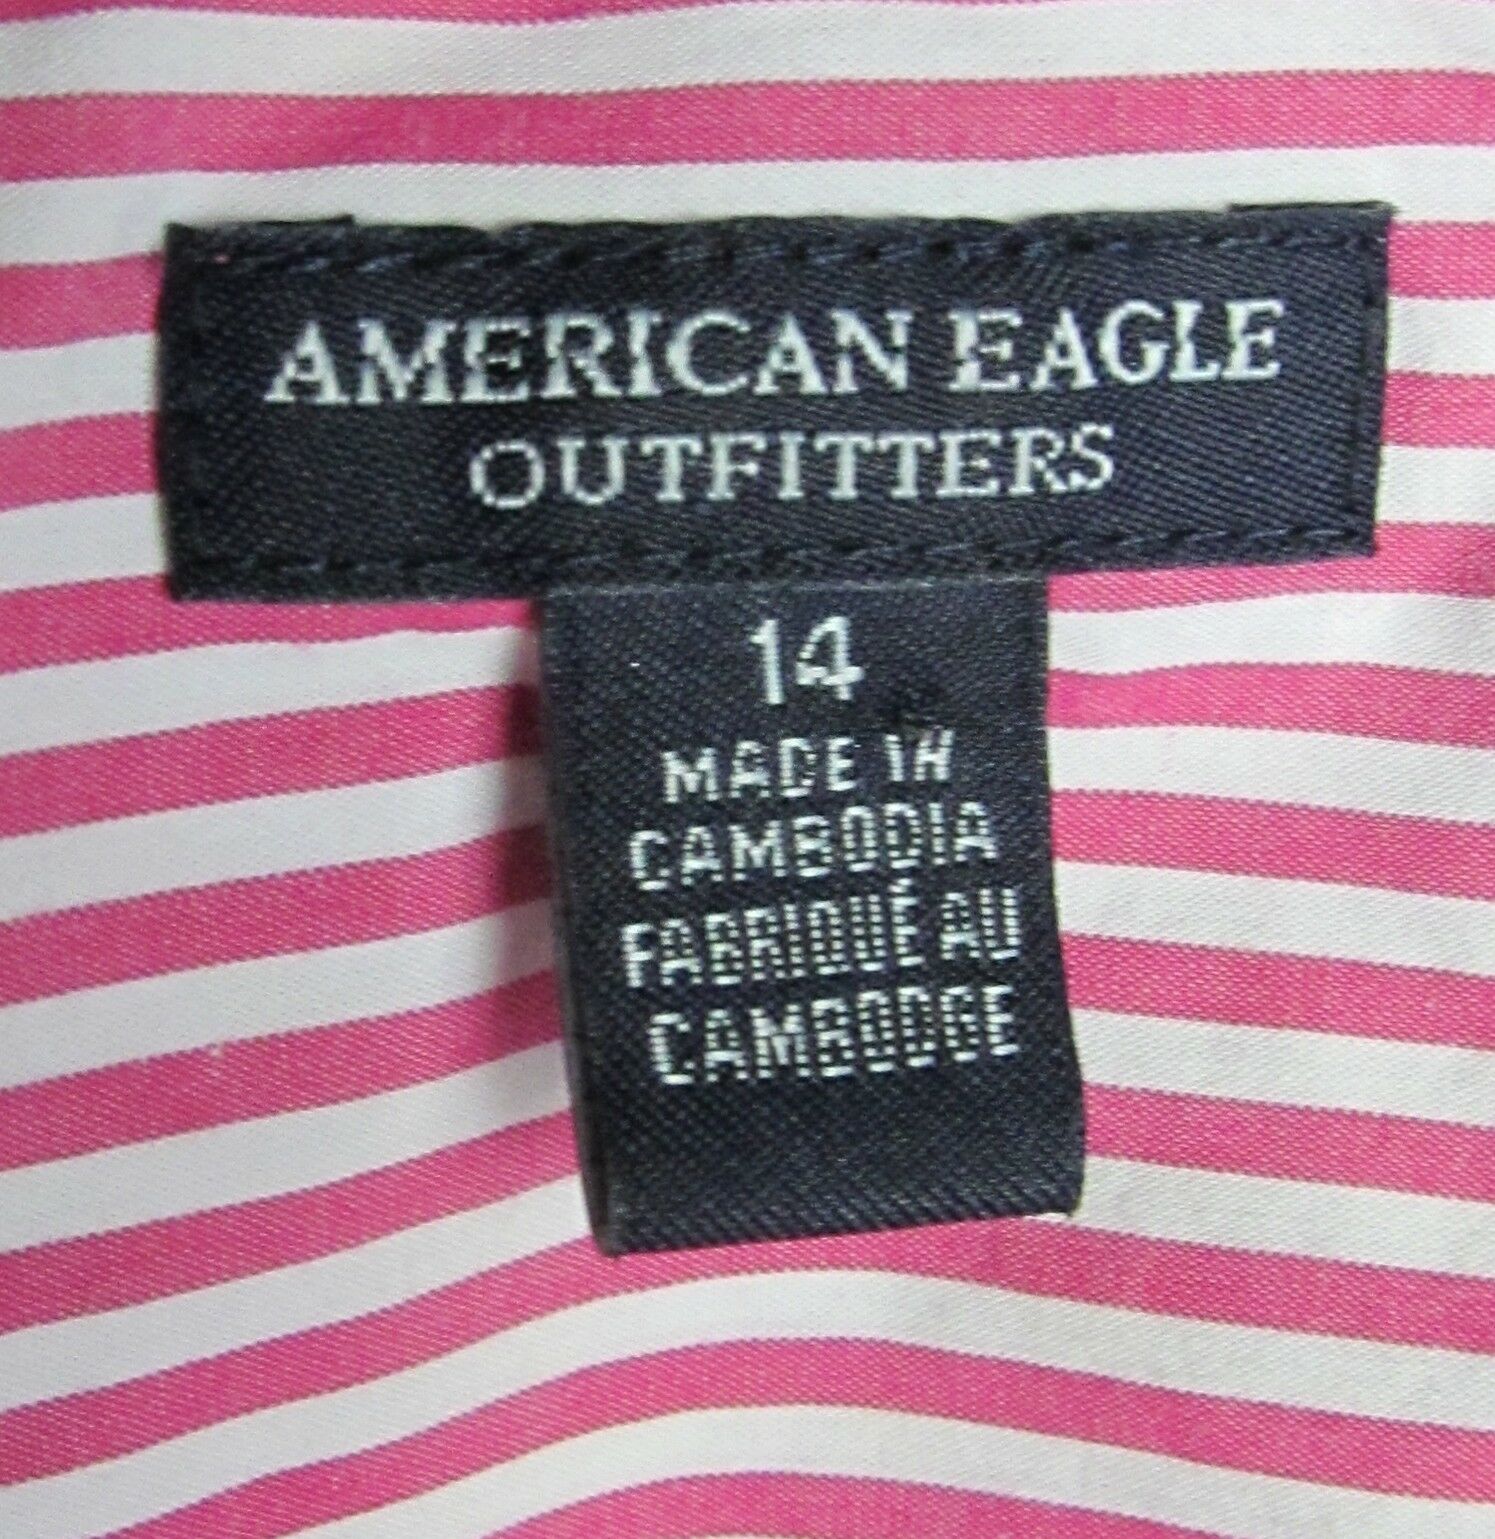 AMERICAN EAGLE
OUTFITTERS
14
MADE IN
CAMBODIA
FABRIQUÉ AU
CAMBODGE